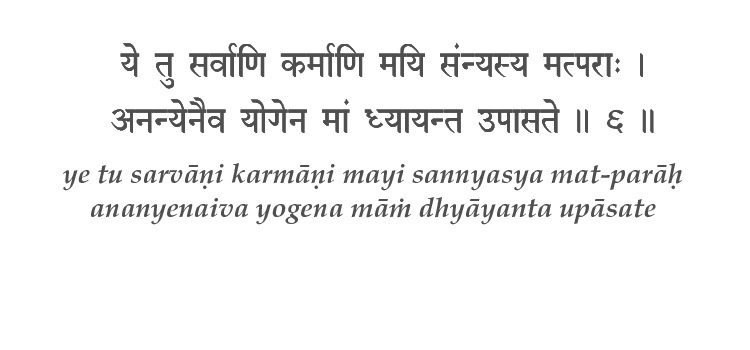 ये तु सर्वाणि कर्माणि मयि संन्यस्य मत्पराः ।
अनन्येनैव योगेन मां ध्यायन्त उपासते ॥ ६ ॥
ye tu sarvāṇi karmāṇi mayi sannyasya mat-parāḥ
ananyenaiva yogena māṁ dhyāyanta upāsate